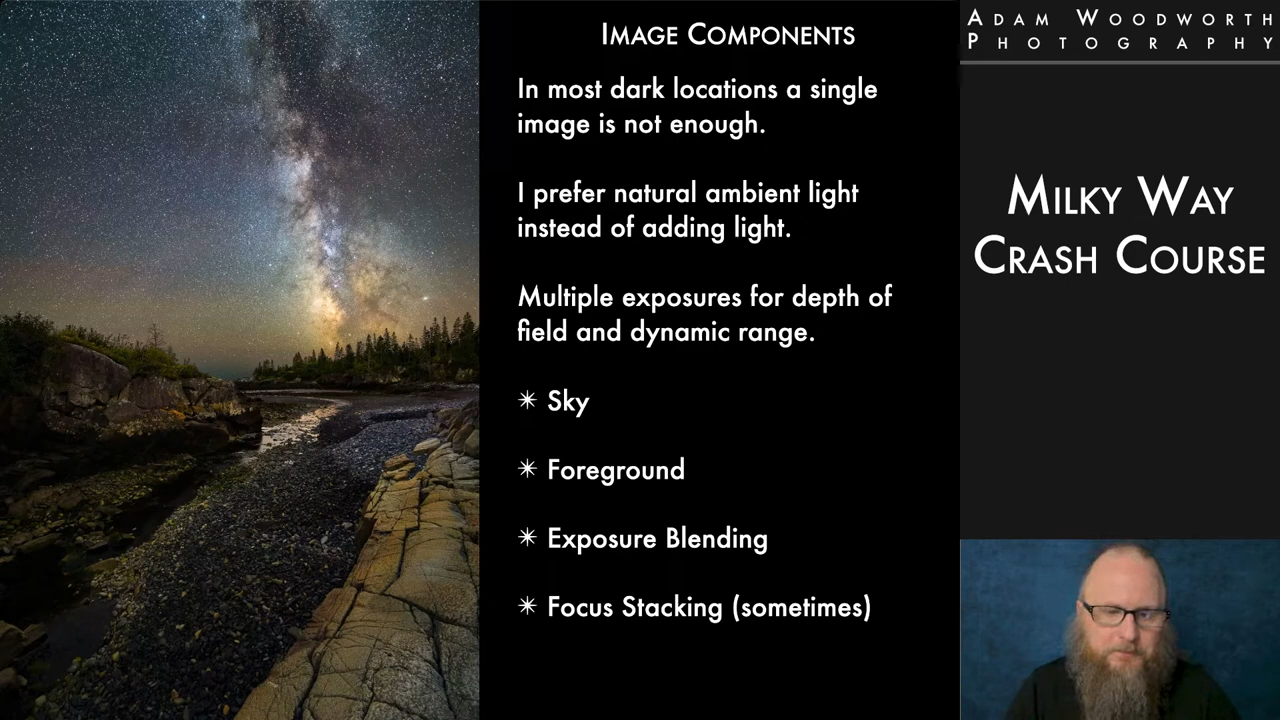 IMAGE COMPONENTS
In most dark locations a single
image is not enough.
I prefer natural ambient light
instead of adding light.
Multiple exposures for depth of
field and dynamic range.
✴ Sky
✴ Foreground
✴ Exposure Blending
✴ Focus Stacking (sometimes)
ADAM WOODWORTH
PHOTOGRAPHY
MILKY WAY
CRASH COURSE